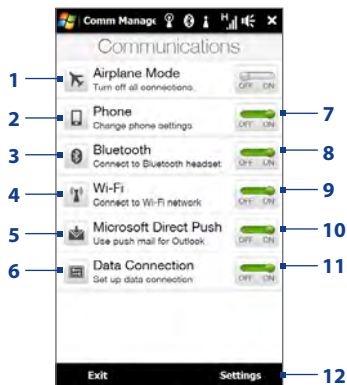 Comm Manage H
Communications
1 Airplane Mode
Turn off all connections OFF ON
2 Phone 7
Change phone settings OFF ON
3 Bluetooth 8
Connect to Bluetooth headset OFF ON
4 Wi-Fi 9
Connect to Wi-Fi network OFF ON
5 Microsoft Direct Push 10
Use push mail for Outlook OFF ON
6 Data Connection 11
Set up data connection OFF ON
Exit Settings 12